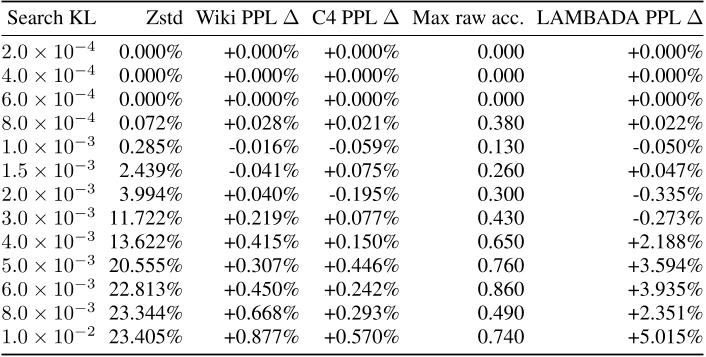 Search KL Zstd Wiki PPL Δ C4 PPL Δ Max raw acc. LAMBADA PPL Δ
2.0 × 10⁻⁴ 0.000% +0.000% +0.000% 0.000 +0.000%
4.0 × 10⁻⁴ 0.000% +0.000% +0.000% 0.000 +0.000%
6.0 × 10⁻⁴ 0.000% +0.000% +0.000% 0.000 +0.000%
8.0 × 10⁻⁴ 0.072% +0.028% +0.021% 0.380 +0.022%
1.0 × 10⁻³ 0.285% -0.016% -0.059% 0.130 -0.050%
1.5 × 10⁻³ 2.439% -0.041% +0.075% 0.260 +0.047%
2.0 × 10⁻³ 3.994% +0.040% -0.195% 0.300 -0.335%
3.0 × 10⁻³ 11.722% +0.219% +0.077% 0.430 -0.273%
4.0 × 10⁻³ 13.622% +0.415% +0.150% 0.650 +2.188%
5.0 × 10⁻³ 20.555% +0.307% +0.446% 0.760 +3.594%
6.0 × 10⁻³ 22.813% +0.450% +0.242% 0.860 +3.935%
8.0 × 10⁻³ 23.344% +0.668% +0.293% 0.490 +2.351%
1.0 × 10⁻² 23.405% +0.877% +0.570% 0.740 +5.015%